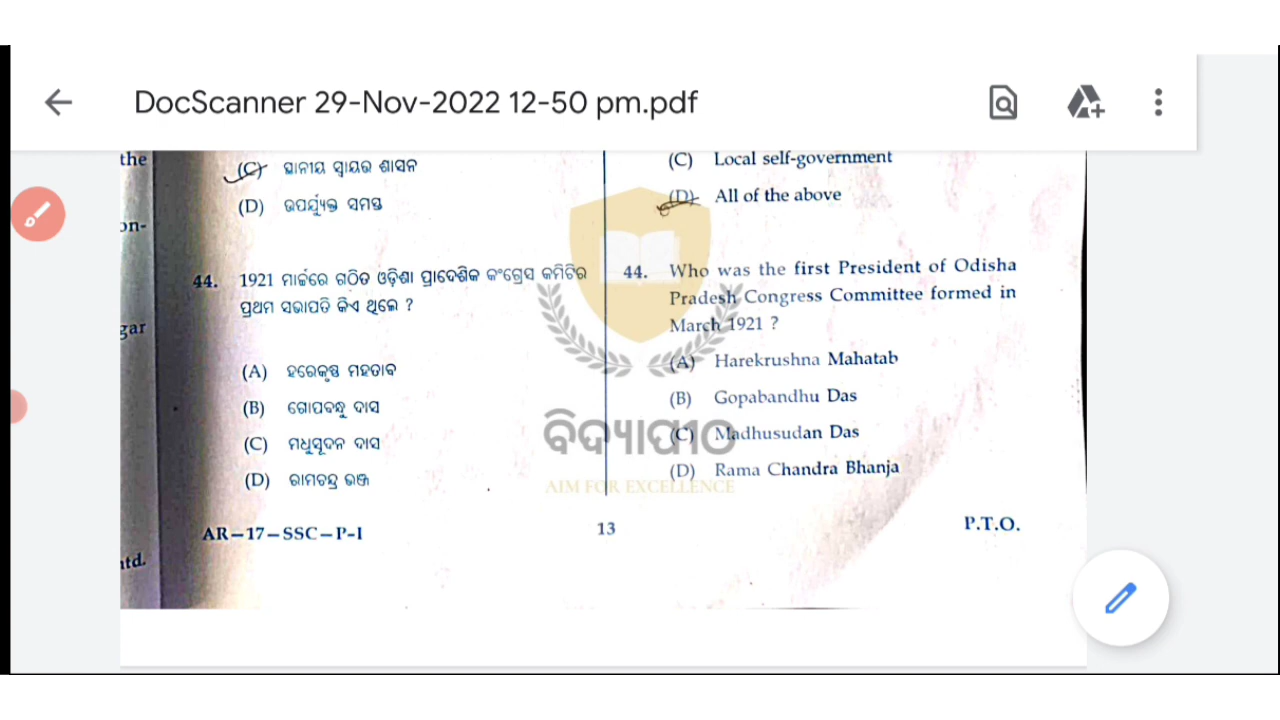 DocScanner 29-Nov-2022 12-50 pm.pdf
the
on-
gar
ntd.
(C) ସ୍ଥାନୀୟ ସ୍ୱାୟତ୍ତ ଶାସନ
(D) ଉପର୍ଯ୍ୟୁକ୍ତ ସମସ୍ତ
44. 1921 ମାର୍ଚ୍ଚରେ ଗଠିତ ଓଡ଼ିଶା ପ୍ରାଦେଶିକ କଂଗ୍ରେସ କମିଟିର
ପ୍ରଥମ ସଭାପତି କିଏ ଥିଲେ ?
(A) ହରେକୃଷ୍ଣ ମହତାବ
(B) ଗୋପବନ୍ଧୁ ଦାସ
(C) ମଧୁସୂଦନ ଦାସ
(D) ରାମଚନ୍ଦ୍ର ଭଞ୍ଜ
(C) Local self-government
(D) All of the above
44. Who was the first President of Odisha
Pradesh Congress Committee formed in
March 1921 ?
(A) Harekrushna Mahatab
(B) Gopabandhu Das
(C) Madhusudan Das
(D) Rama Chandra Bhanja
ବିଦ୍ୟାପୀଠ
AIM FOR EXCELLENCE
AR–17–SSC–P-I
13
P.T.O.